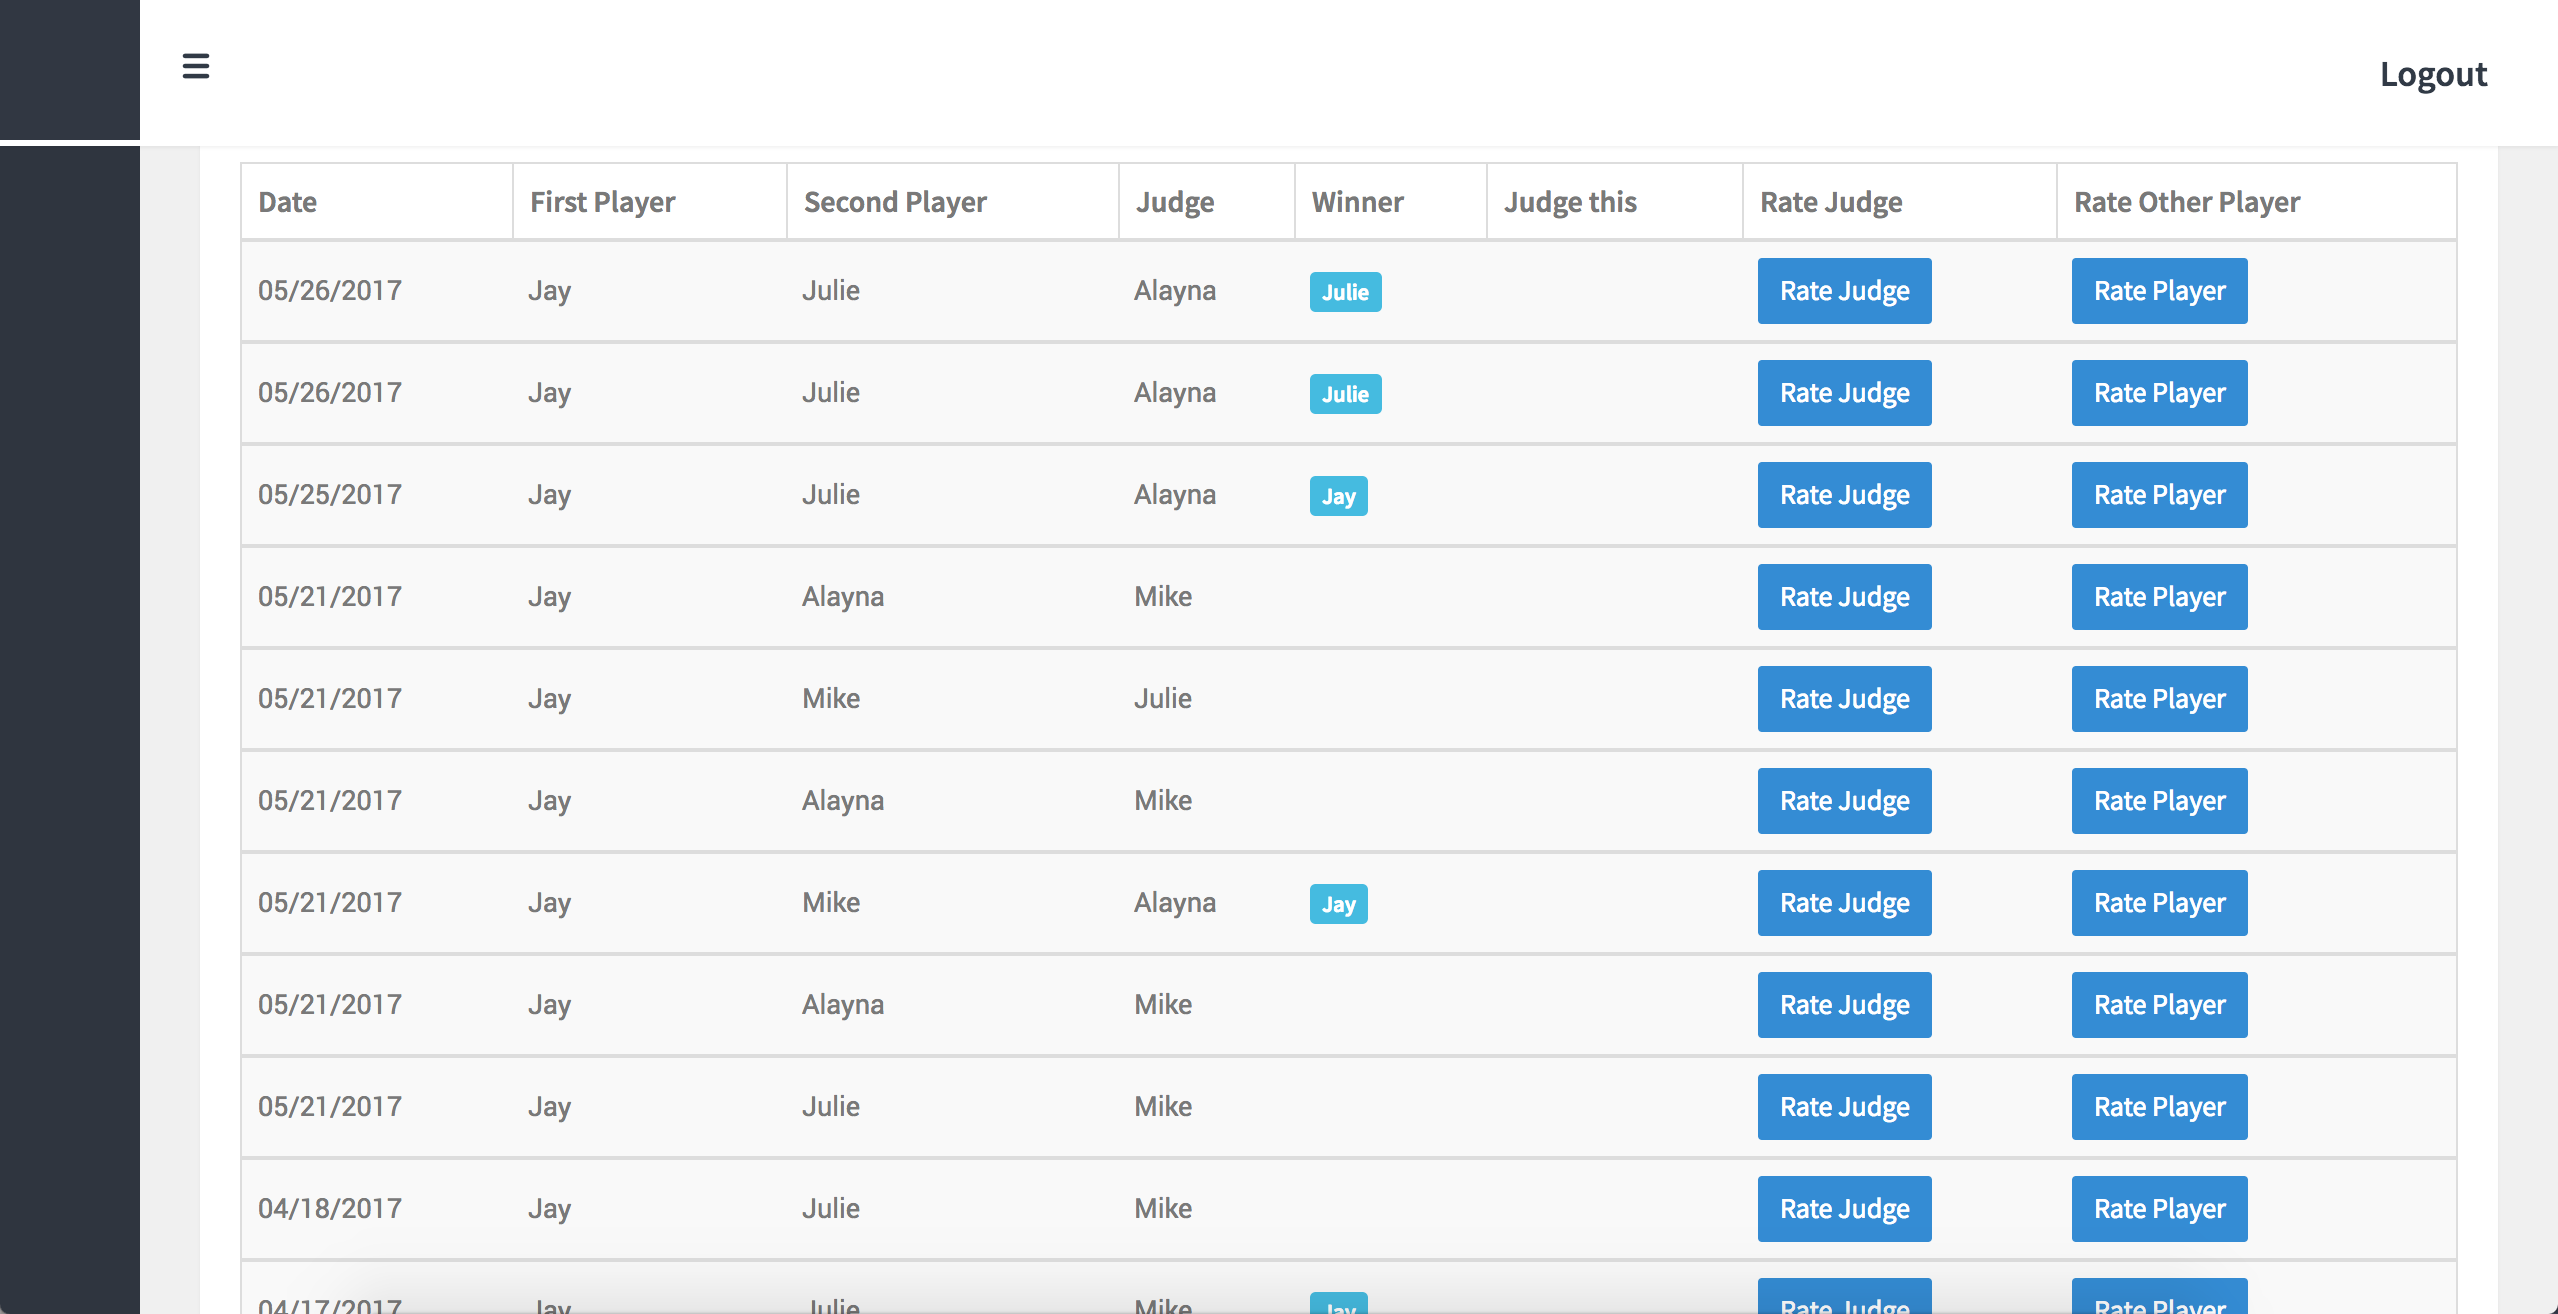 Logout
Date First Player Second Player Judge Winner Judge this Rate Judge Rate Other Player
05/26/2017 Jay Julie Alayna Julie Rate Judge Rate Player
05/26/2017 Jay Julie Alayna Julie Rate Judge Rate Player
05/25/2017 Jay Julie Alayna Jay Rate Judge Rate Player
05/21/2017 Jay Alayna Mike Rate Judge Rate Player
05/21/2017 Jay Mike Julie Rate Judge Rate Player
05/21/2017 Jay Alayna Mike Rate Judge Rate Player
05/21/2017 Jay Mike Alayna Jay Rate Judge Rate Player
05/21/2017 Jay Alayna Mike Rate Judge Rate Player
05/21/2017 Jay Julie Mike Rate Judge Rate Player
04/18/2017 Jay Julie Mike Rate Judge Rate Player
04/17/2017 Jay Julie Mike Jay Rate Judge Rate Player